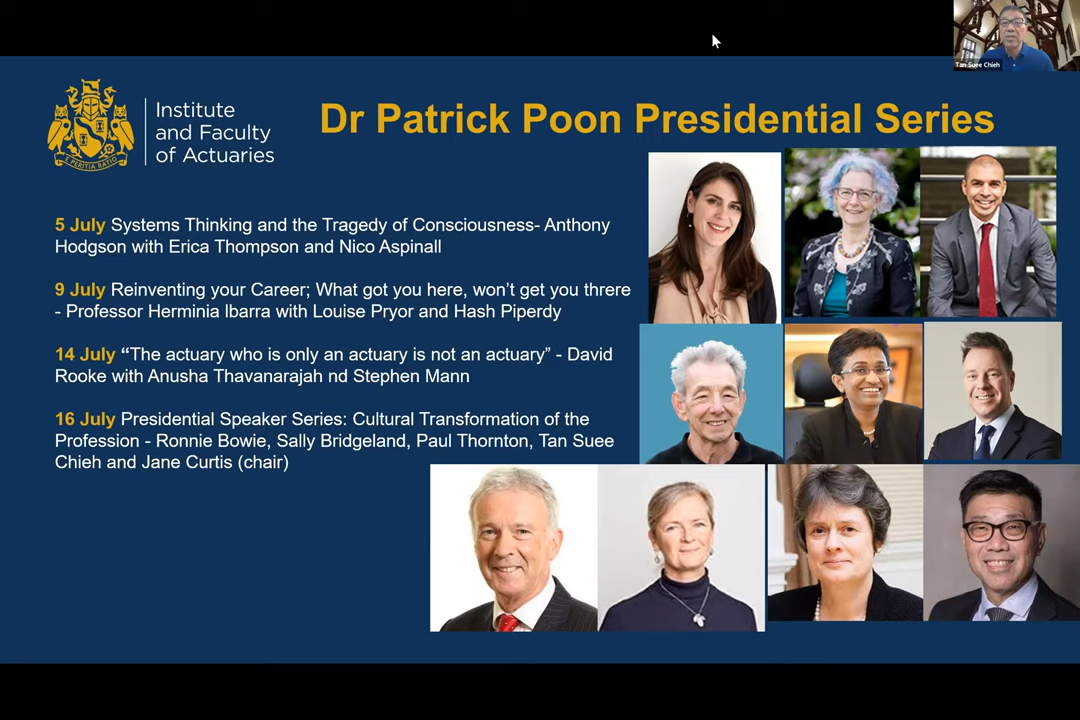 Tan Suee Chieh
Institute
and Faculty
of Actuaries
E PERITIA RATIO
Dr Patrick Poon Presidential Series
5 July Systems Thinking and the Tragedy of Consciousness- Anthony
Hodgson with Erica Thompson and Nico Aspinall
9 July Reinventing your Career; What got you here, won't get you threre
- Professor Herminia Ibarra with Louise Pryor and Hash Piperdy
14 July “The actuary who is only an actuary is not an actuary” - David
Rooke with Anusha Thavanarajah nd Stephen Mann
16 July Presidential Speaker Series: Cultural Transformation of the
Profession - Ronnie Bowie, Sally Bridgeland, Paul Thornton, Tan Suee
Chieh and Jane Curtis (chair)